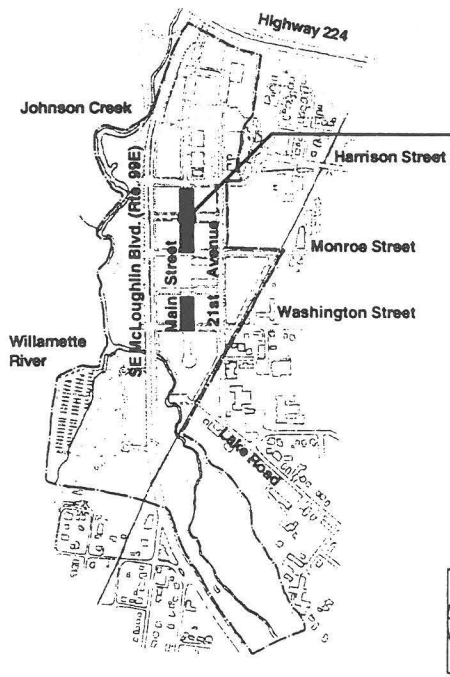 Highway 224
Johnson Creek
Harrison Street
SE McLoughlin Blvd. (Rte. 99E)
Main Street
21st Avenue
Monroe Street
Washington Street
Willamette
River
Lake Road